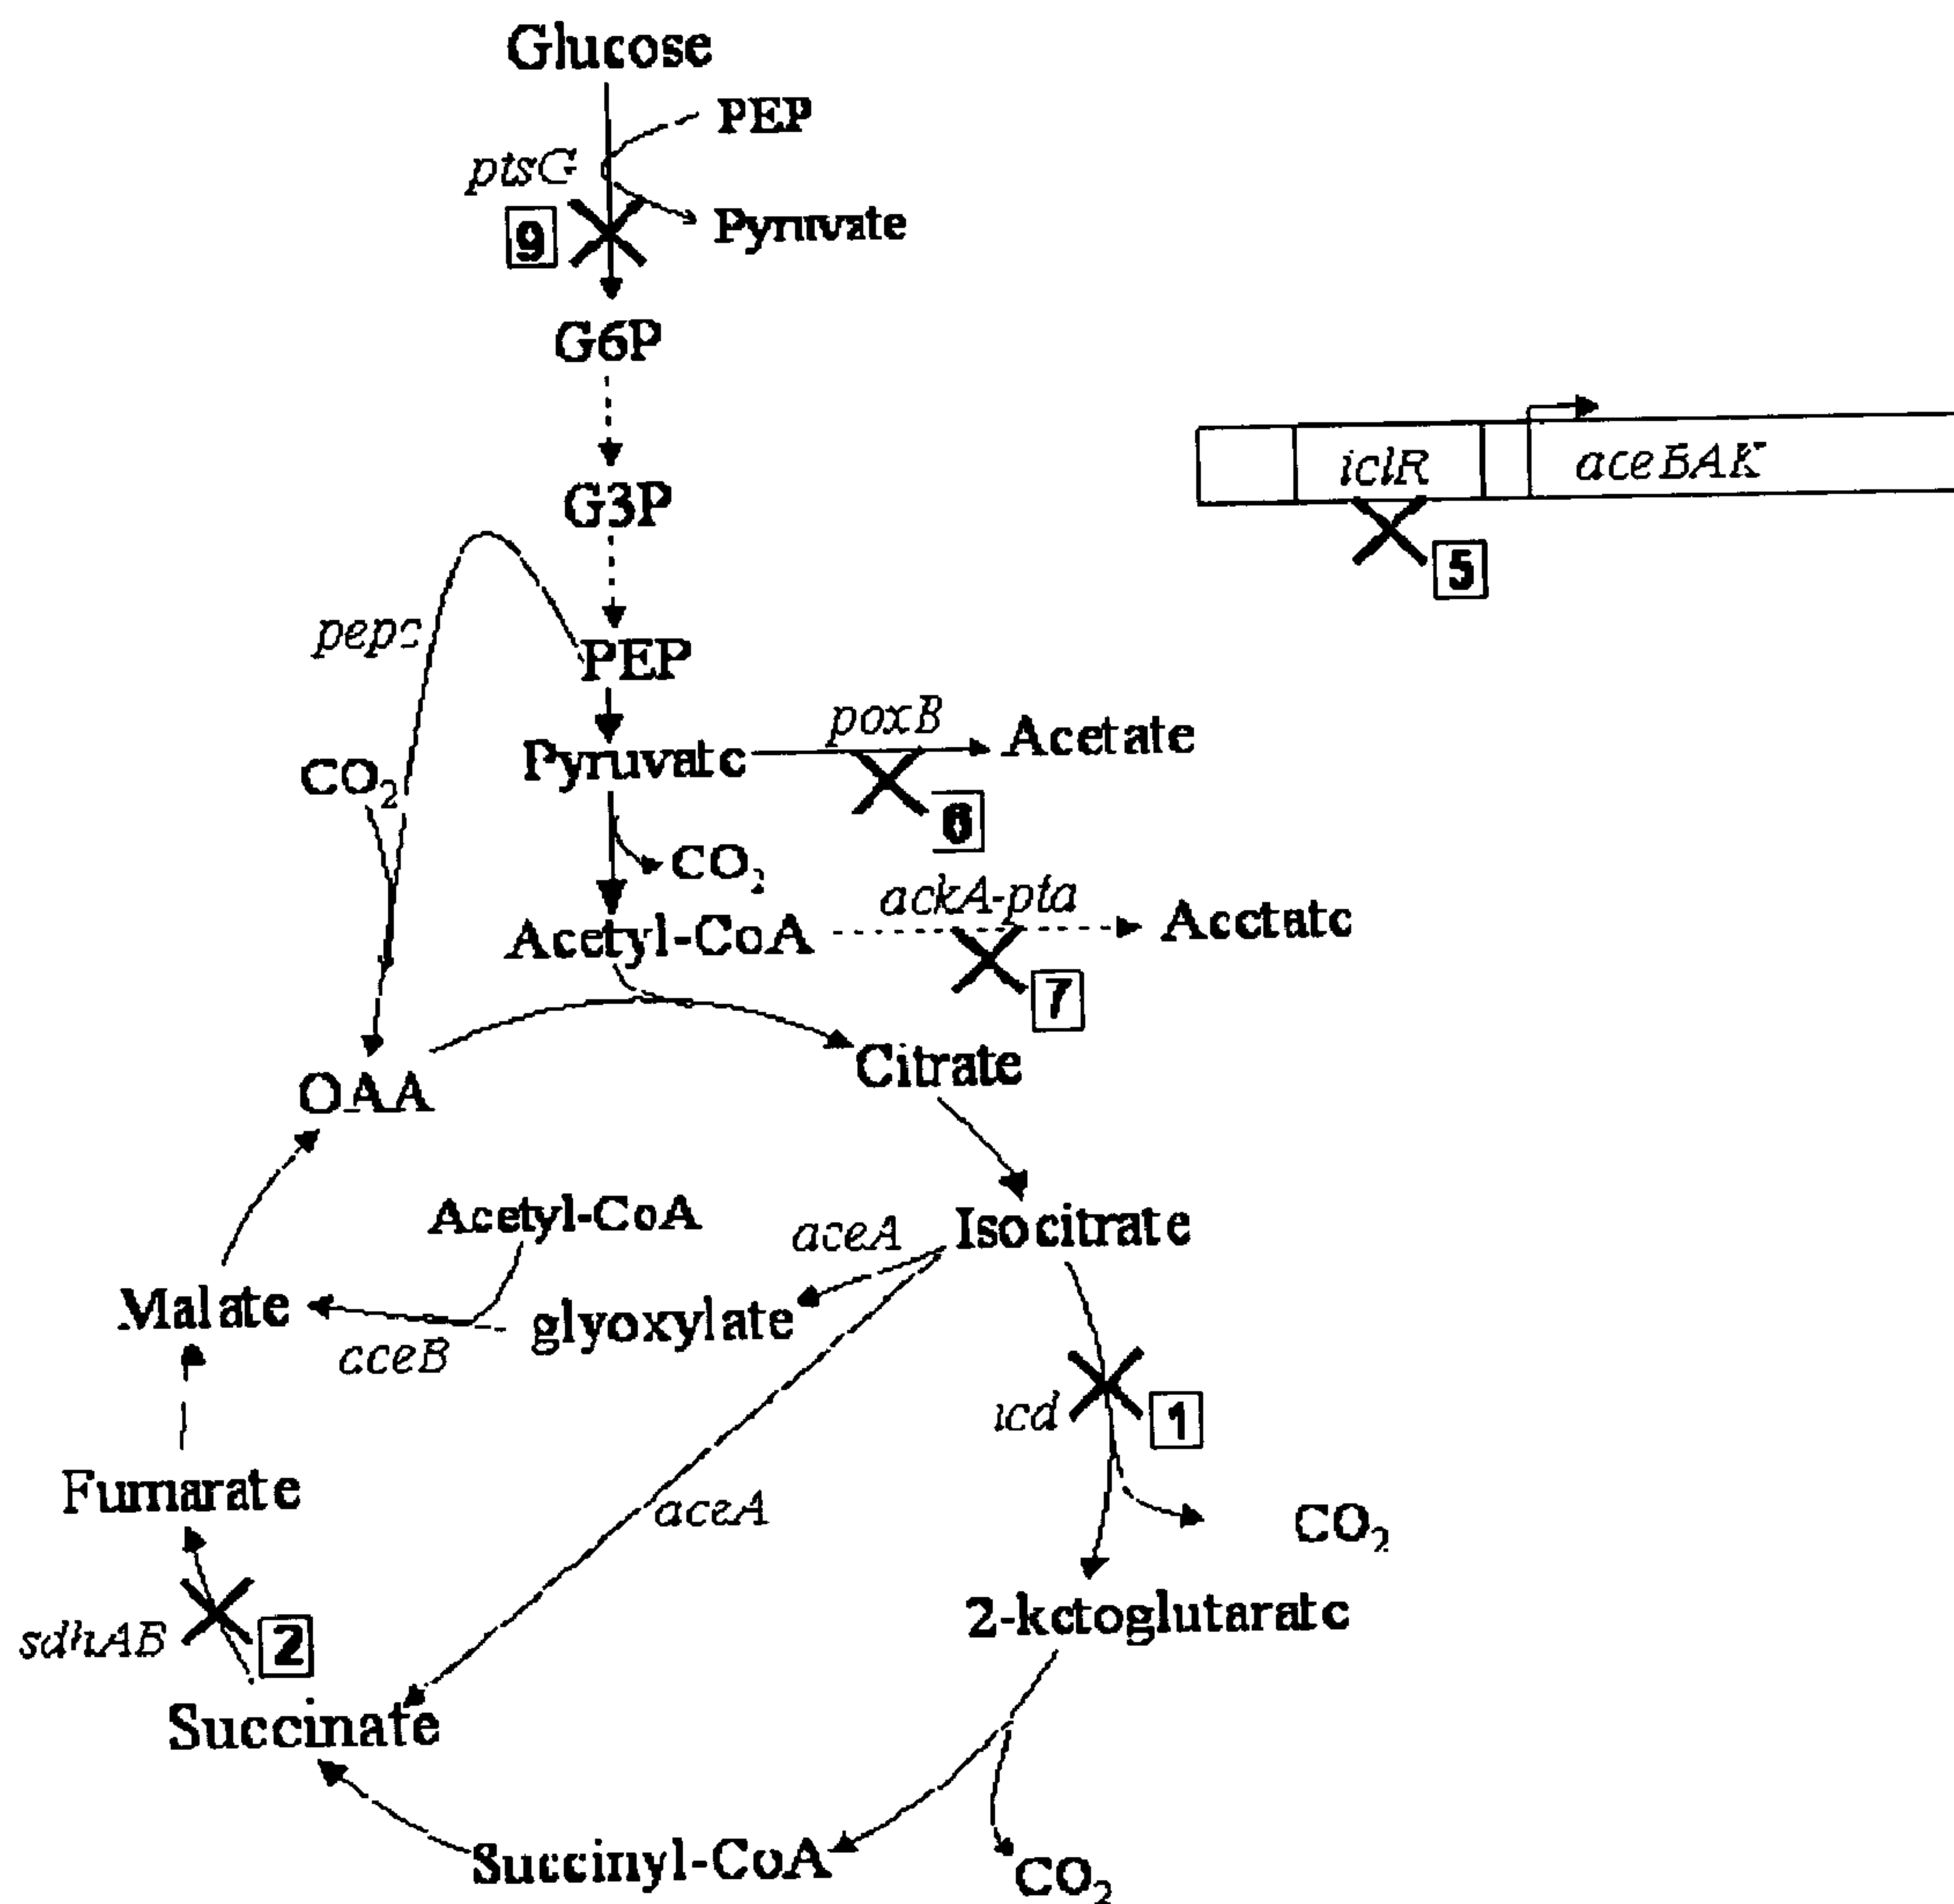 Glucose
PEP
ptsG
9
Pyruvate
G6P
iclR aceBAK
5
G3P
pepc
PEP
poxB
Acetate
Pyruvate
CO2
6
CO2
ackA-pta
Acetyl-CoA
Acetate
7
Citrate
OAA
Acetyl-CoA
aceA
Isocitrate
Malate
glyoxylate
aceB
icd
1
Fumarate
aceA
CO2
2-ketoglutarate
sdhAB
2
Succinate
Succinyl-CoA
CO2